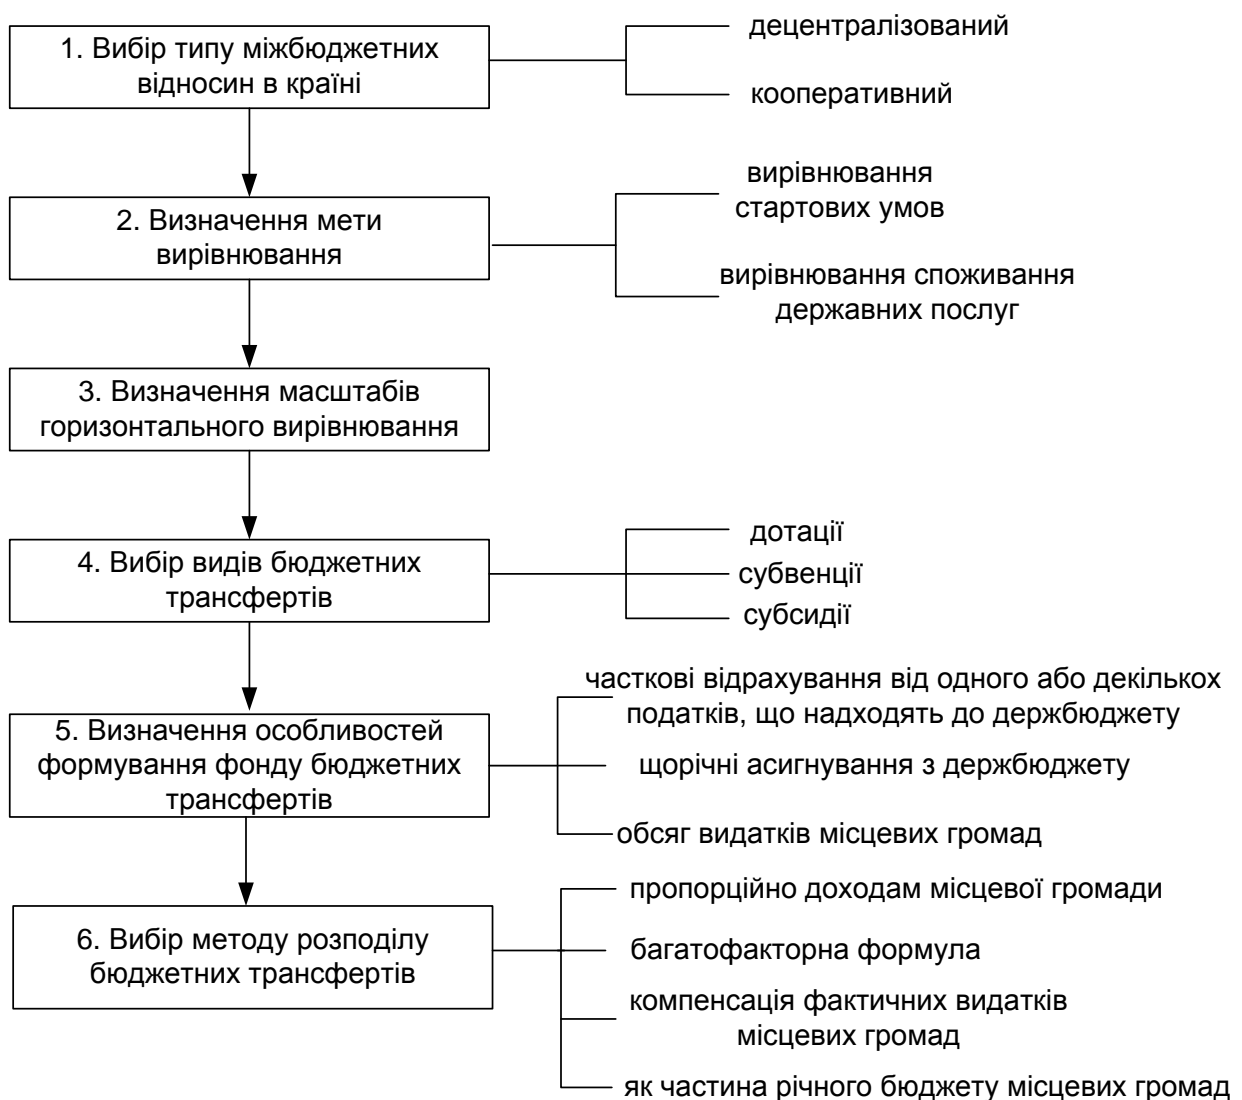 1. Вибір типу міжбюджетних
відносин в країні
децентралізований
кооперативний
2. Визначення мети
вирівнювання
вирівнювання
стартових умов
вирівнювання споживання
державних послуг
3. Визначення масштабів
горизонтального вирівнювання
4. Вибір видів бюджетних
трансфертів
дотації
субвенції
субсидії
5. Визначення особливостей
формування фонду бюджетних
трансфертів
часткові відрахування від одного або декількох
податків, що надходять до держбюджету
щорічні асигнування з держбюджету
обсяг видатків місцевих громад
6. Вибір методу розподілу
бюджетних трансфертів
пропорційно доходам місцевої громади
багатофакторна формула
компенсація фактичних видатків
місцевих громад
як частина річного бюджету місцевих громад